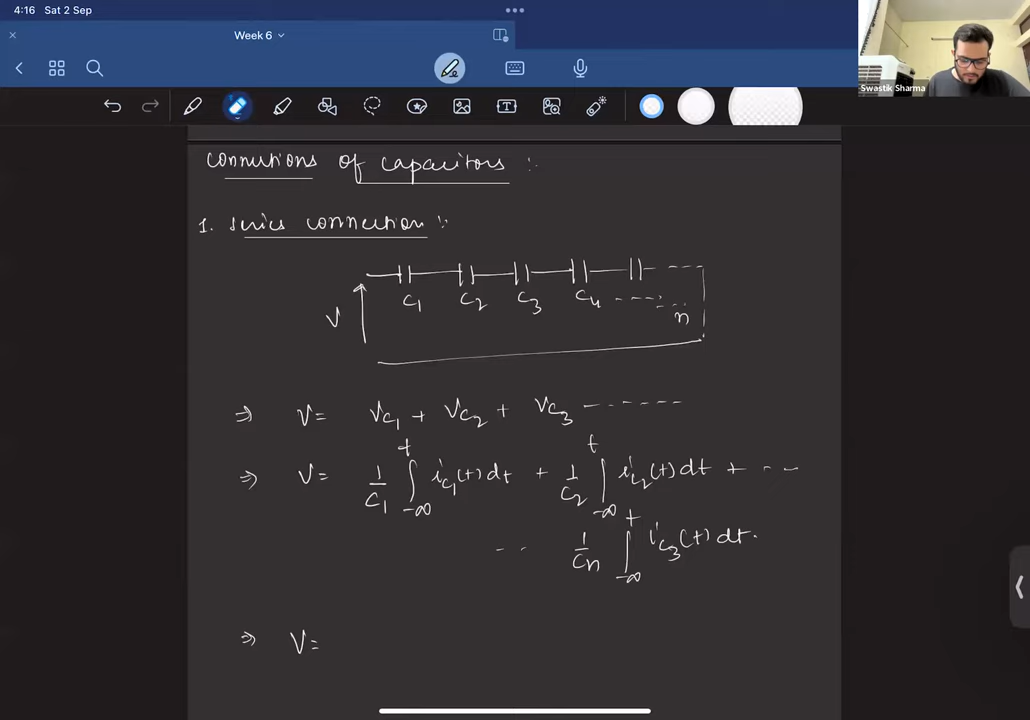 4:16 Sat 2 Sep
Week 6
Swastik Sharma
Connections of capacitors :
1. Series connection :
C1 C2 C3 C4 ---- n
V
⇒ V = VC1 + VC2 + VC3 ------
⇒ V = 1/C1 ∫_{-∞}^{t} iC1(t) dt + 1/C2 ∫_{-∞}^{t} iC2(t) dt + ---
-- 1/Cn ∫_{-∞}^{t} iC3(t) dt.
⇒ V =